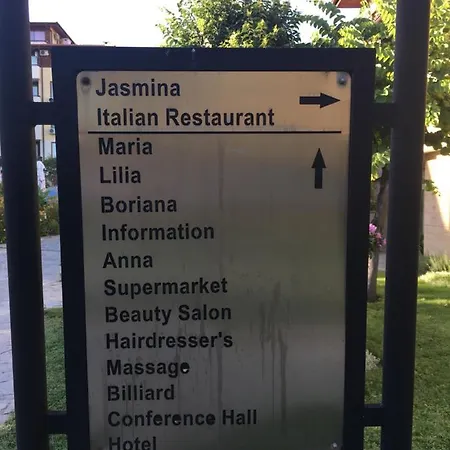 Jasmina
Italian Restaurant
Maria
Lilia
Boriana
Information
Anna
Supermarket
Beauty Salon
Hairdresser's
Massage
Billiard
Conference Hall
Hotel